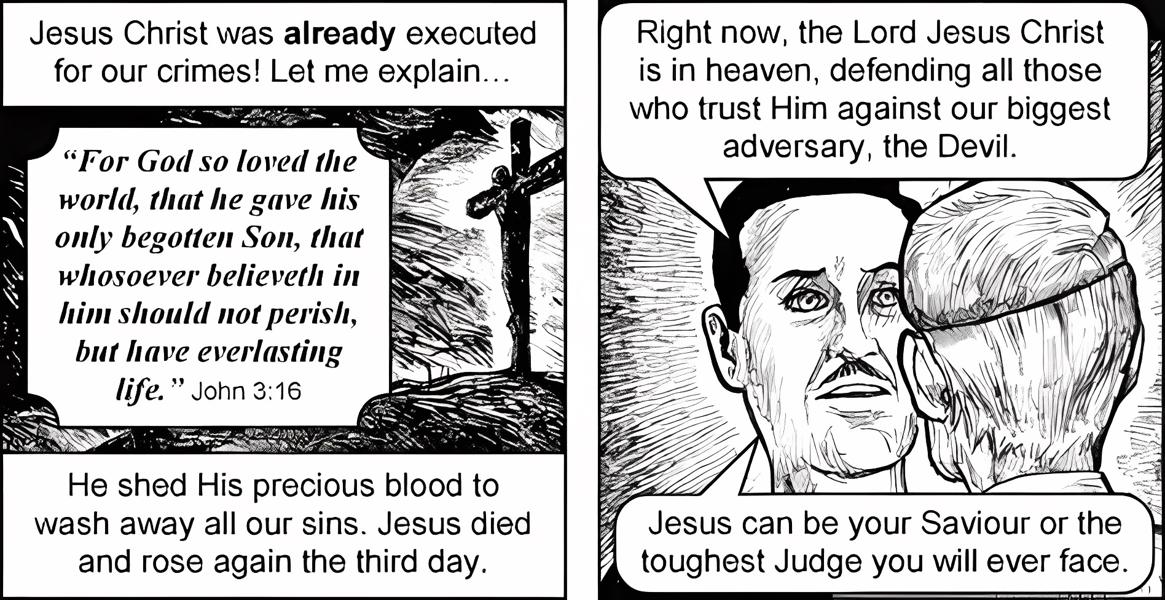 Jesus Christ was already executed
for our crimes! Let me explain...
“For God so loved the
world, that he gave his
only begotten Son, that
whosoever believeth in
him should not perish,
but have everlasting
life.” John 3:16
He shed His precious blood to
wash away all our sins. Jesus died
and rose again the third day.
Right now, the Lord Jesus Christ
is in heaven, defending all those
who trust Him against our biggest
adversary, the Devil.
Jesus can be your Saviour or the
toughest Judge you will ever face.